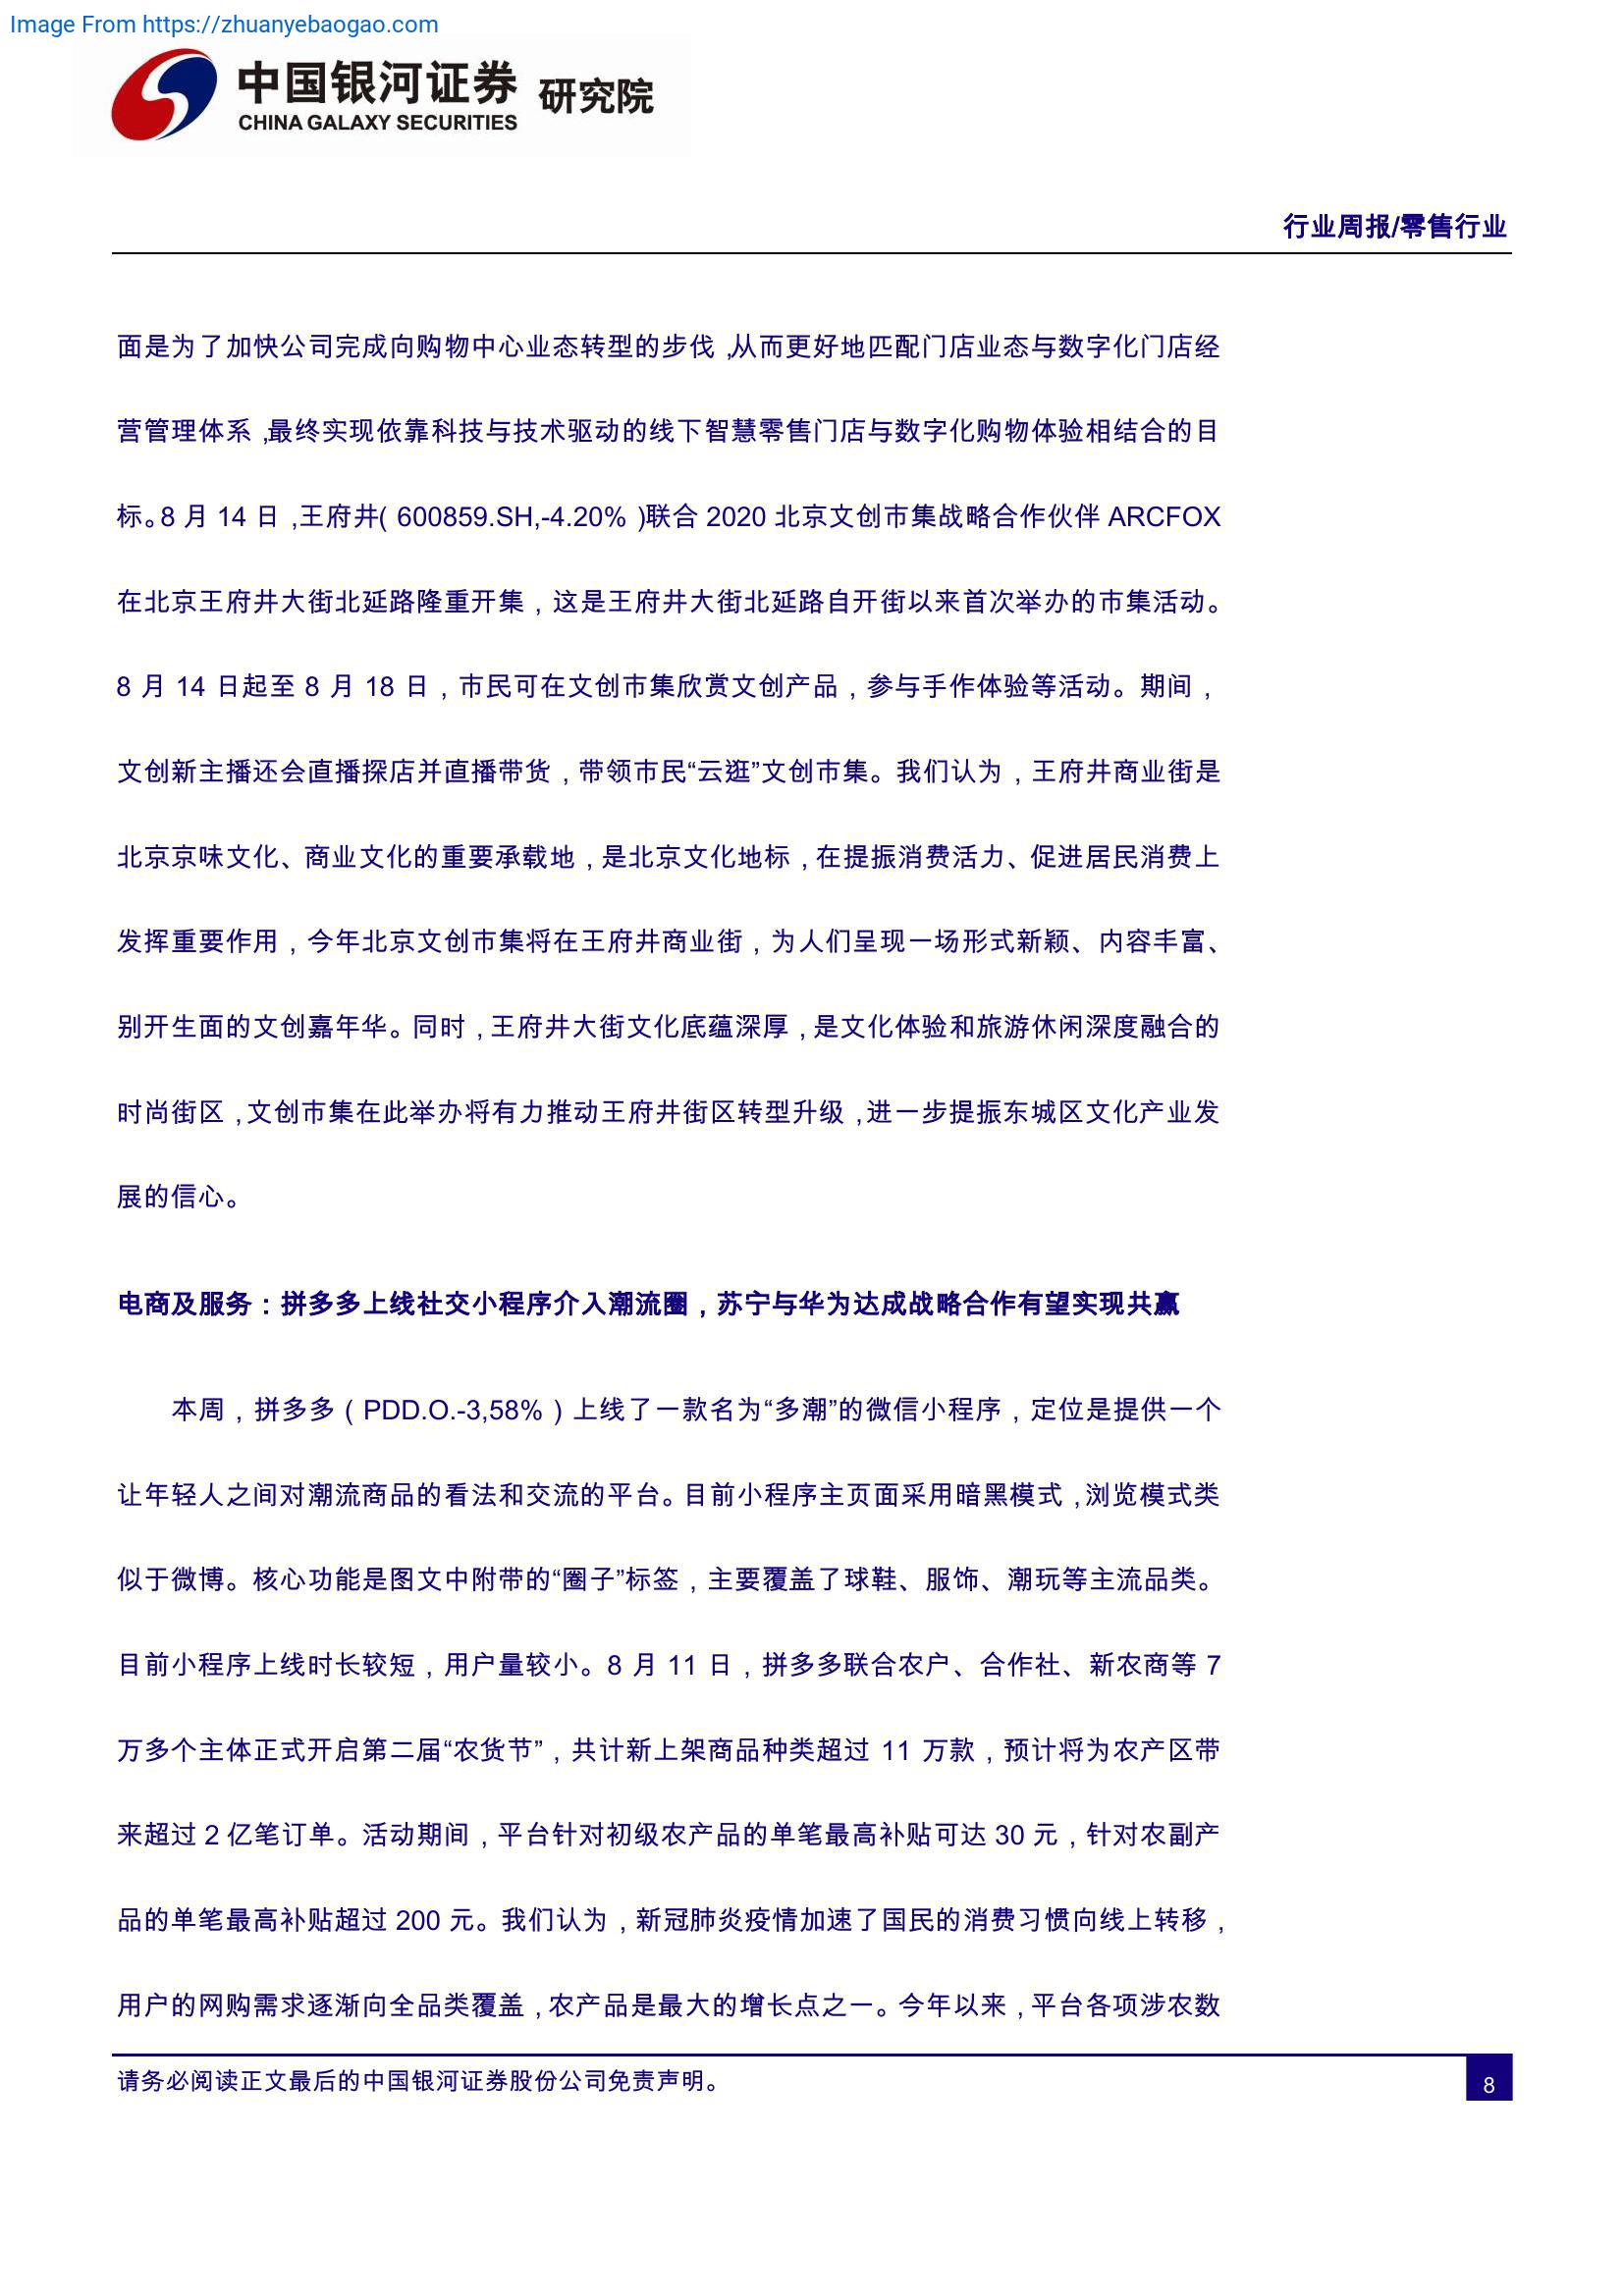 Image From https://zhuanyebaogao.com
中国银河证券 研究院
CHINA GALAXY SECURITIES
行业周报/零售行业
面是为了加快公司完成向购物中心业态转型的步伐，从而更好地匹配门店业态与数字化门店经
营管理体系，最终实现依靠科技与技术驱动的线下智慧零售门店与数字化购物体验相结合的目
标。8 月 14 日，王府井（600859.SH,-4.20%）联合 2020 北京文创市集战略合作伙伴 ARCFOX
在北京王府井大街北延路隆重开集，这是王府井大街北延路自开街以来首次举办的市集活动。
8 月 14 日起至 8 月 18 日，市民可在文创市集欣赏文创产品，参与手作体验等活动。期间，
文创新主播还会直播探店并直播带货，带领市民“云逛”文创市集。我们认为，王府井商业街是
北京京味文化、商业文化的重要承载地，是北京文化地标，在提振消费活力、促进居民消费上
发挥重要作用，今年北京文创市集将在王府井商业街，为人们呈现一场形式新颖、内容丰富、
别开生面的文创嘉年华。同时，王府井大街文化底蕴深厚，是文化体验和旅游休闲深度融合的
时尚街区，文创市集在此举办将有力推动王府井街区转型升级，进一步提振东城区文化产业发
展的信心。
电商及服务：拼多多上线社交小程序介入潮流圈，苏宁与华为达成战略合作有望实现共赢
本周，拼多多（PDD.O.-3,58%）上线了一款名为“多潮”的微信小程序，定位是提供一个
让年轻人之间对潮流商品的看法和交流的平台。目前小程序主页面采用暗黑模式，浏览模式类
似于微博。核心功能是图文中附带的“圈子”标签，主要覆盖了球鞋、服饰、潮玩等主流品类。
目前小程序上线时长较短，用户量较小。8 月 11 日，拼多多联合农户、合作社、新农商等 7
万多个主体正式开启第二届“农货节”，共计新上架商品种类超过 11 万款，预计将为农产区带
来超过 2 亿笔订单。活动期间，平台针对初级农产品的单笔最高补贴可达 30 元，针对农副产
品的单笔最高补贴超过 200 元。我们认为，新冠肺炎疫情加速了国民的消费习惯向线上转移，
用户的网购需求逐渐向全品类覆盖，农产品是最大的增长点之一。今年以来，平台各项涉农数
请务必阅读正文最后的中国银河证券股份公司免责声明。
8